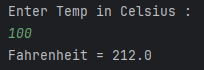 Enter Temp in Celsius :
100
Fahrenheit = 212.0